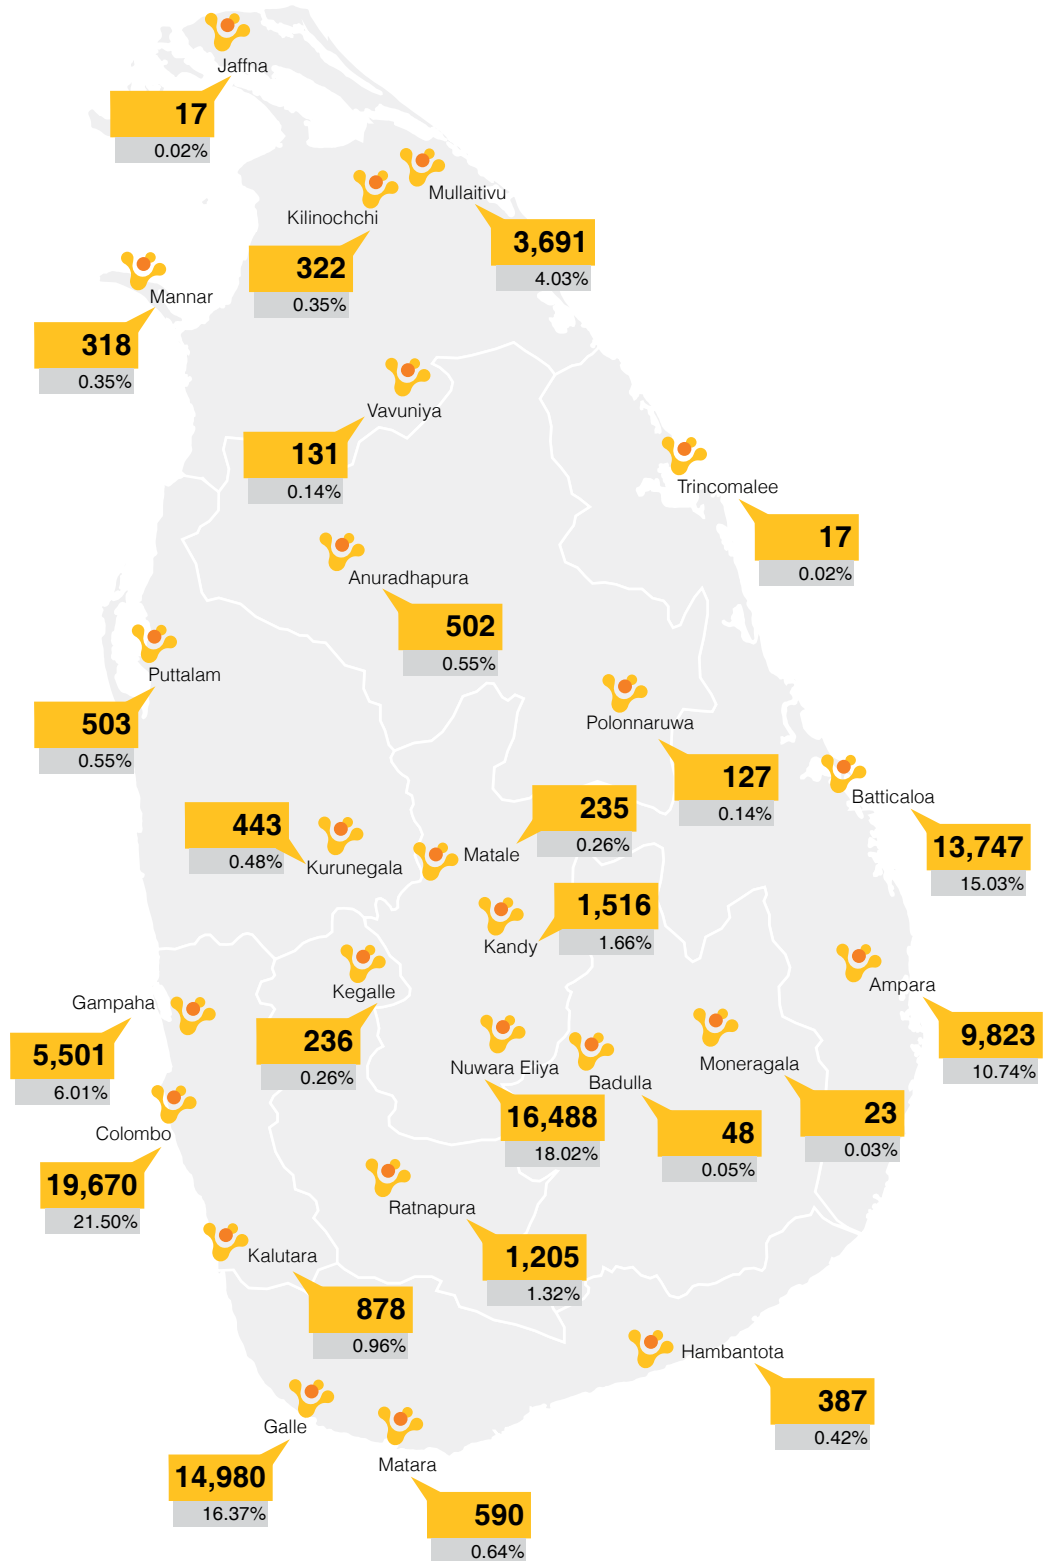 Jaffna
17
0.02%
Mullaitivu
3,691
4.03%
Kilinochchi
322
0.35%
Mannar
318
0.35%
Vavuniya
131
0.14%
Trincomalee
17
0.02%
Anuradhapura
502
0.55%
Puttalam
503
0.55%
Polonnaruwa
127
0.14%
Batticaloa
13,747
15.03%
443
0.48%
Kurunegala
235
0.26%
Matale
1,516
1.66%
Kandy
Kegalle
236
0.26%
Ampara
9,823
10.74%
Gampaha
5,501
6.01%
Nuwara Eliya
16,488
18.02%
Badulla
48
0.05%
Moneragala
23
0.03%
Colombo
19,670
21.50%
Ratnapura
1,205
1.32%
Kalutara
878
0.96%
Hambantota
387
0.42%
Galle
14,980
16.37%
Matara
590
0.64%